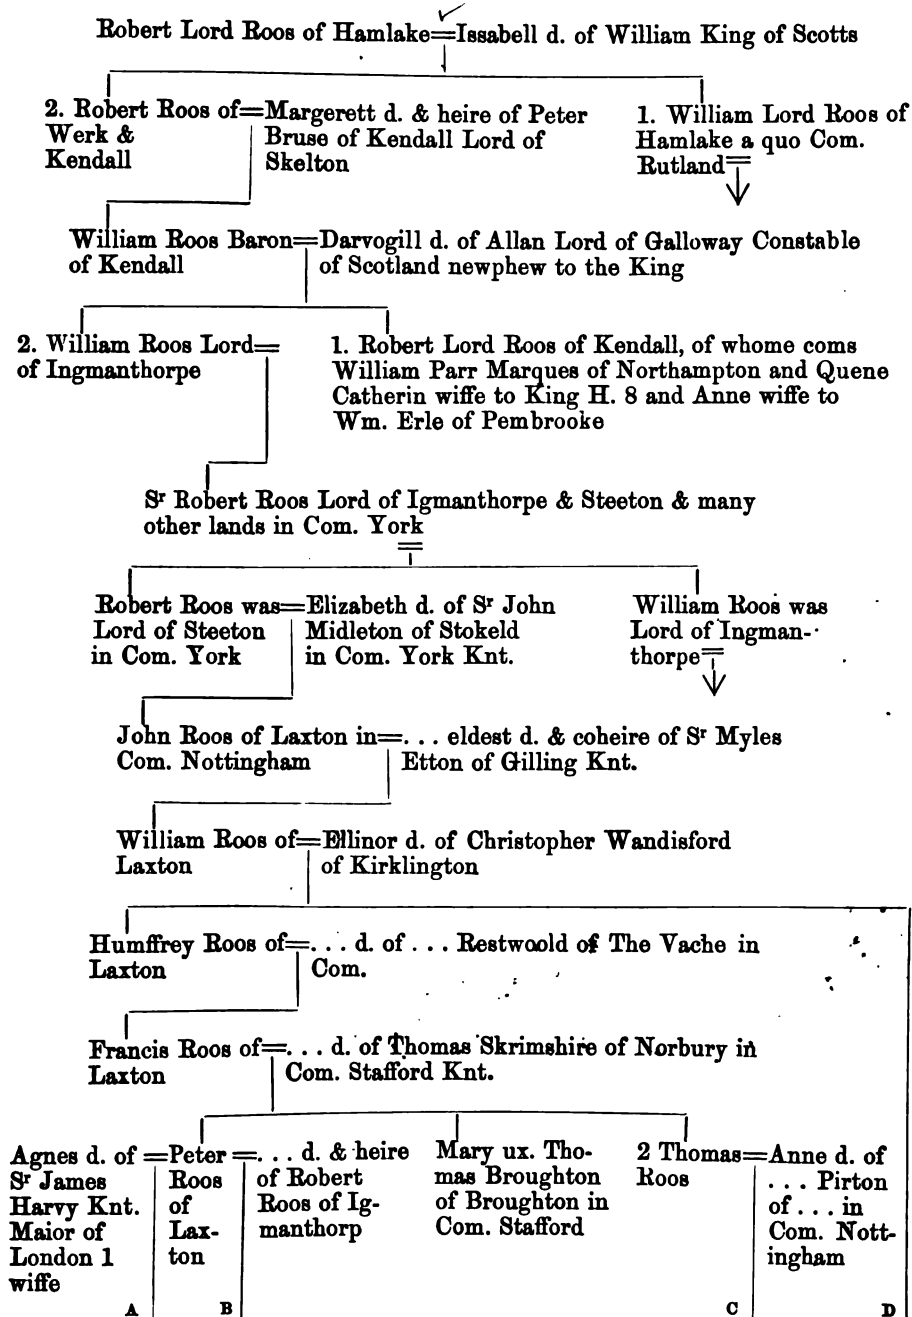 Robert Lord Roos of Hamlake=Issabell d. of William King of Scotts
2. Robert Roos of=Margerett d. & heire of Peter
Werk & Bruse of Kendall Lord of
Kendall Skelton
1. William Lord Roos of
Hamlake a quo Com.
Rutland=
William Roos Baron=Darvogill d. of Allan Lord of Galloway Constable
of Kendall of Scotland newphew to the King
2. William Roos Lord=
of Ingmanthorpe
1. Robert Lord Roos of Kendall, of whome coms
William Parr Marques of Northampton and Quene
Catherin wiffe to King H. 8 and Anne wiffe to
Wm. Erle of Pembrooke
Sr Robert Roos Lord of Igmanthorpe & Steeton & many
other lands in Com. York
=
Robert Roos was=Elizabeth d. of Sr John
Lord of Steeton Midleton of Stokeld
in Com. York in Com. York Knt.
William Roos was
Lord of Ingman-
thorpe=
John Roos of Laxton in=. . . eldest d. & coheire of Sr Myles
Com. Nottingham Etton of Gilling Knt.
William Roos of=Ellinor d. of Christopher Wandisford
Laxton of Kirklington
Humffrey Roos of=. . . d. of . . . Restwoold of The Vache in
Laxton Com.
Francis Roos of=. . . d. of Thomas Skrimshire of Norbury in
Laxton Com. Stafford Knt.
Agnes d. of =
Sr James
Harvy Knt.
Maior of
London 1
wiffe
Peter =
Roos
of
Lax-
ton
. . . d. & heire
of Robert
Roos of Ig-
manthorp
Mary ux. Tho-
mas Broughton
of Broughton in
Com. Stafford
2 Thomas=
Roos
Anne d. of
. . . Pirton
of . . . in
Com. Nott-
ingham
A B C D